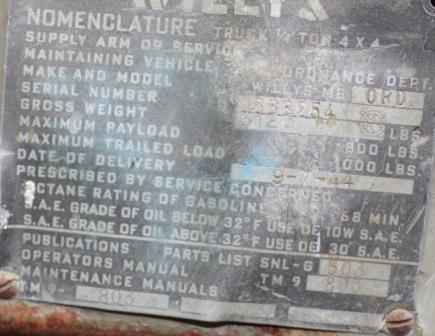 WILLYS
NOMENCLATURE TRUCK 1/4 TON 4X4
SUPPLY ARM OR SERVICE
MAINTAINING VEHICLE ORDNANCE DEPT.
MAKE AND MODEL WILLYS-MB ORD.
SERIAL NUMBER
GROSS WEIGHT LBS.
MAXIMUM PAYLOAD 800 LBS.
MAXIMUM TRAILED LOAD 1000 LBS.
DATE OF DELIVERY
PRESCRIBED BY SERVICE CONCERNED
OCTANE RATING OF GASOLINE 68 MIN.
S.A.E. GRADE OF OIL BELOW 32°F USE OE 10W S.A.E.
S.A.E. GRADE OF OIL ABOVE 32°F USE OE 30 S.A.E.
PUBLICATIONS PARTS LIST SNL-G 503
OPERATORS MANUAL TM 9 803
MAINTENANCE MANUALS
TM 9- 803